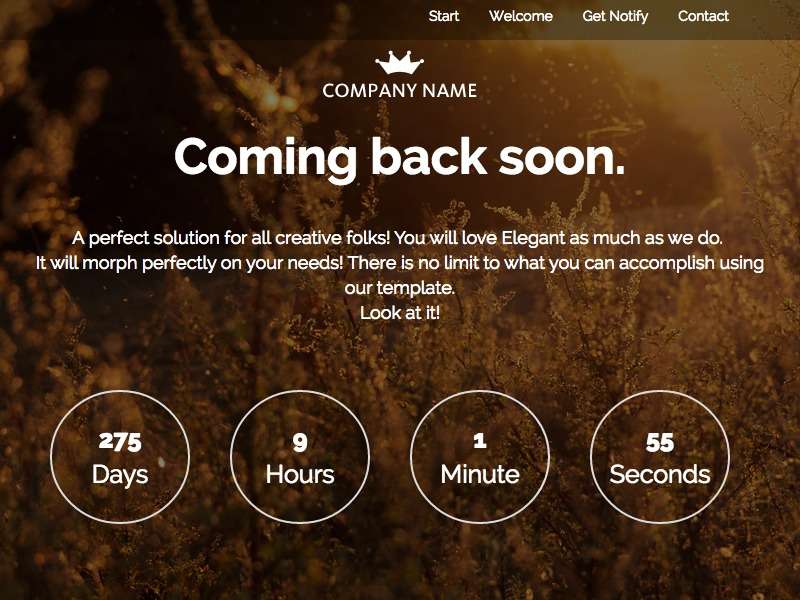 Start Welcome Get Notify Contact
COMPANY NAME
Coming back soon.
A perfect solution for all creative folks! You will love Elegant as much as we do.
It will morph perfectly on your needs! There is no limit to what you can accomplish using
our template.
Look at it!
275 9 1 55
Days Hours Minute Seconds